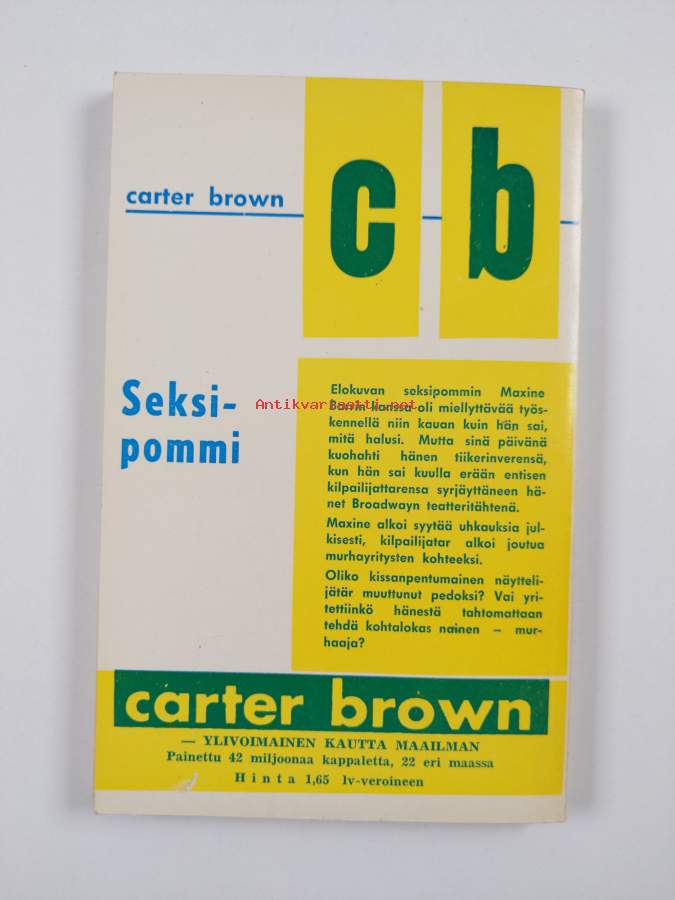 c b
carter brown
Seksi-
pommi
Elokuvan seksipommin Maxine
kanssa oli miellyttävää työs-
kennellä niin kauan kuin hän sai,
mitä halusi. Mutta sinä päivänä
kuohahti hänen tiikerinverensä,
kun hän sai kuulla erään entisen
kilpailijattarensa syrjäyttäneen hä-
net Broadwayn teatteritähtenä.
Maxine alkoi syytää uhkauksia jul-
kisesti, kilpailijatar alkoi joutua
murhayritysten kohteeksi.
Oliko kissanpentumainen näytteli-
jätär muuttunut pedoksi? Vai yri-
tettiinkö hänestä tahtomattaan
tehdä kohtalokas nainen – mur-
haaja?
Antikvariaatti.net
carter brown
— YLIVOIMAINEN KAUTTA MAAILMAN
Painettu 42 miljoonaa kappaletta, 22 eri maassa
Hinta 1,65 lv-veroineen